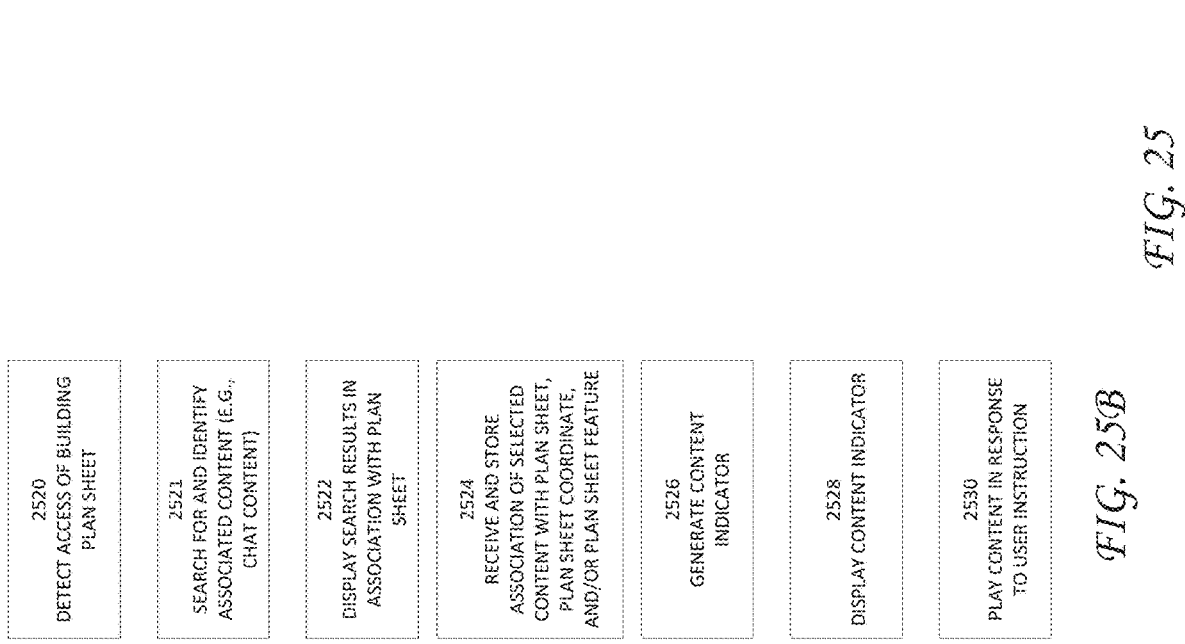 2520
DETECT ACCESS OF BUILDING
PLAN SHEET
2521
SEARCH FOR AND IDENTIFY
ASSOCIATED CONTENT (E.G.,
CHAT CONTENT)
2522
DISPLAY SEARCH RESULTS IN
ASSOCIATION WITH PLAN
SHEET
2524
RECEIVE AND STORE
ASSOCIATION OF SELECTED
CONTENT WITH PLAN SHEET,
PLAN SHEET COORDINATE,
AND/OR PLAN SHEET FEATURE
2526
GENERATE CONTENT
INDICATOR
2528
DISPLAY CONTENT INDICATOR
2530
PLAY CONTENT IN RESPONSE
TO USER INSTRUCTION
FIG. 25B
FIG. 25